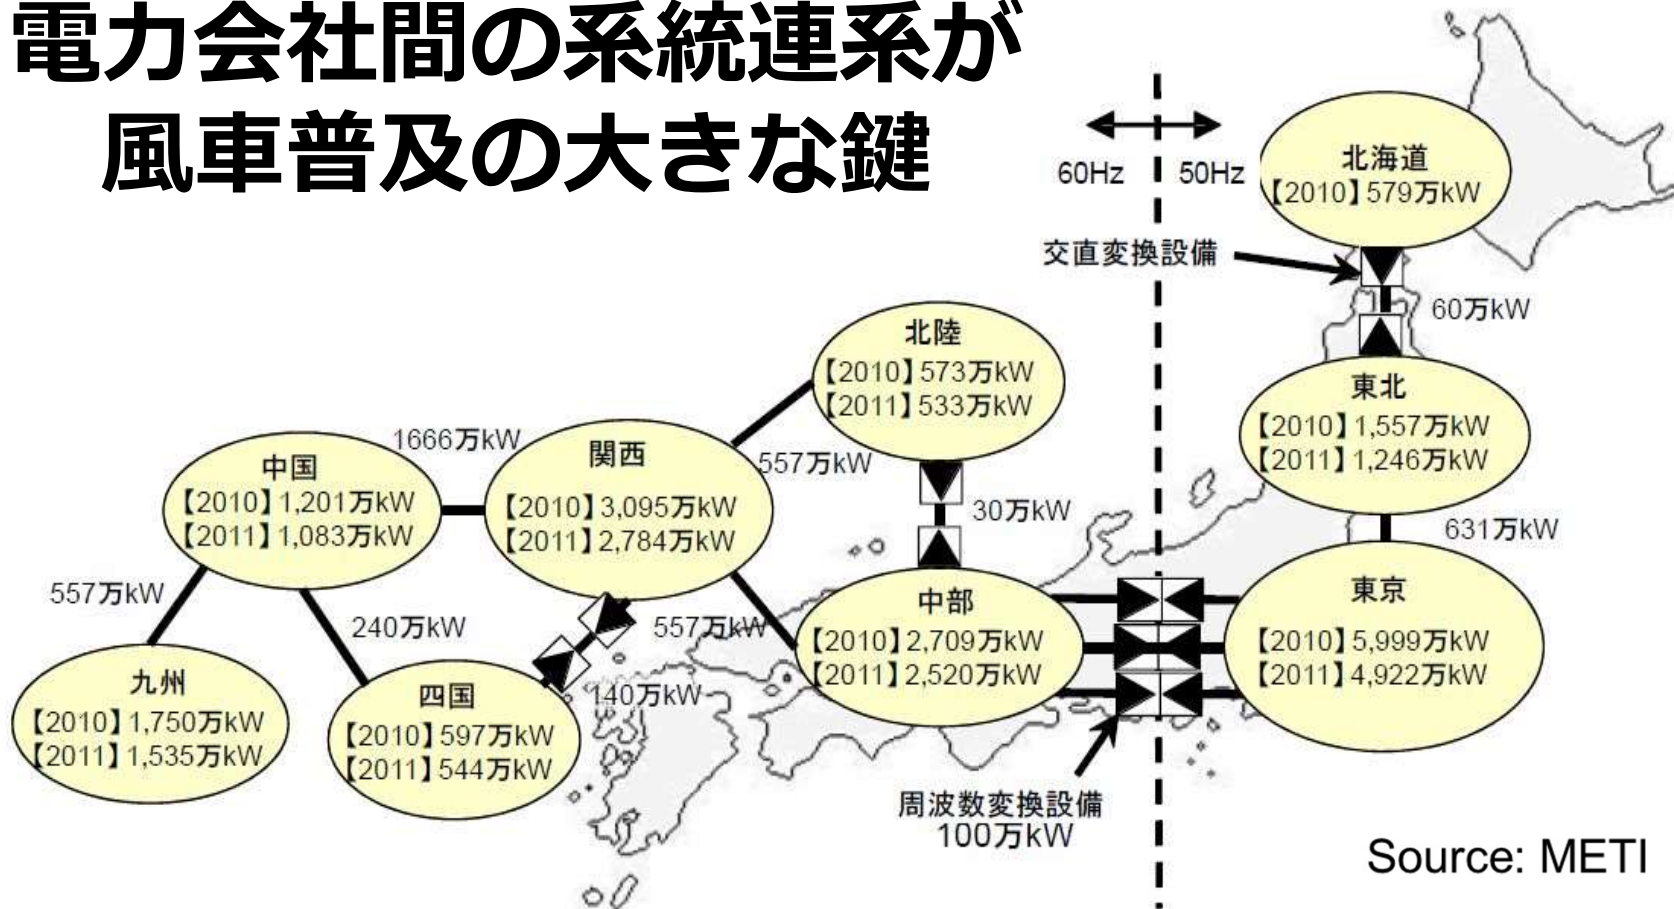 電力会社間の系統連系が
風車普及の大きな鍵
60Hz
50Hz
北海道
【2010】579万kW
交直変換設備
60万kW
北陸
【2010】573万kW
【2011】533万kW
東北
【2010】1,557万kW
【2011】1,246万kW
1666万kW
中国
【2010】1,201万kW
【2011】1,083万kW
関西
【2010】3,095万kW
【2011】2,784万kW
557万kW
30万kW
631万kW
557万kW
240万kW
557万kW
中部
【2010】2,709万kW
【2011】2,520万kW
東京
【2010】5,999万kW
【2011】4,922万kW
九州
【2010】1,750万kW
【2011】1,535万kW
四国
【2010】597万kW
【2011】544万kW
140万kW
周波数変換設備
100万kW
Source: METI